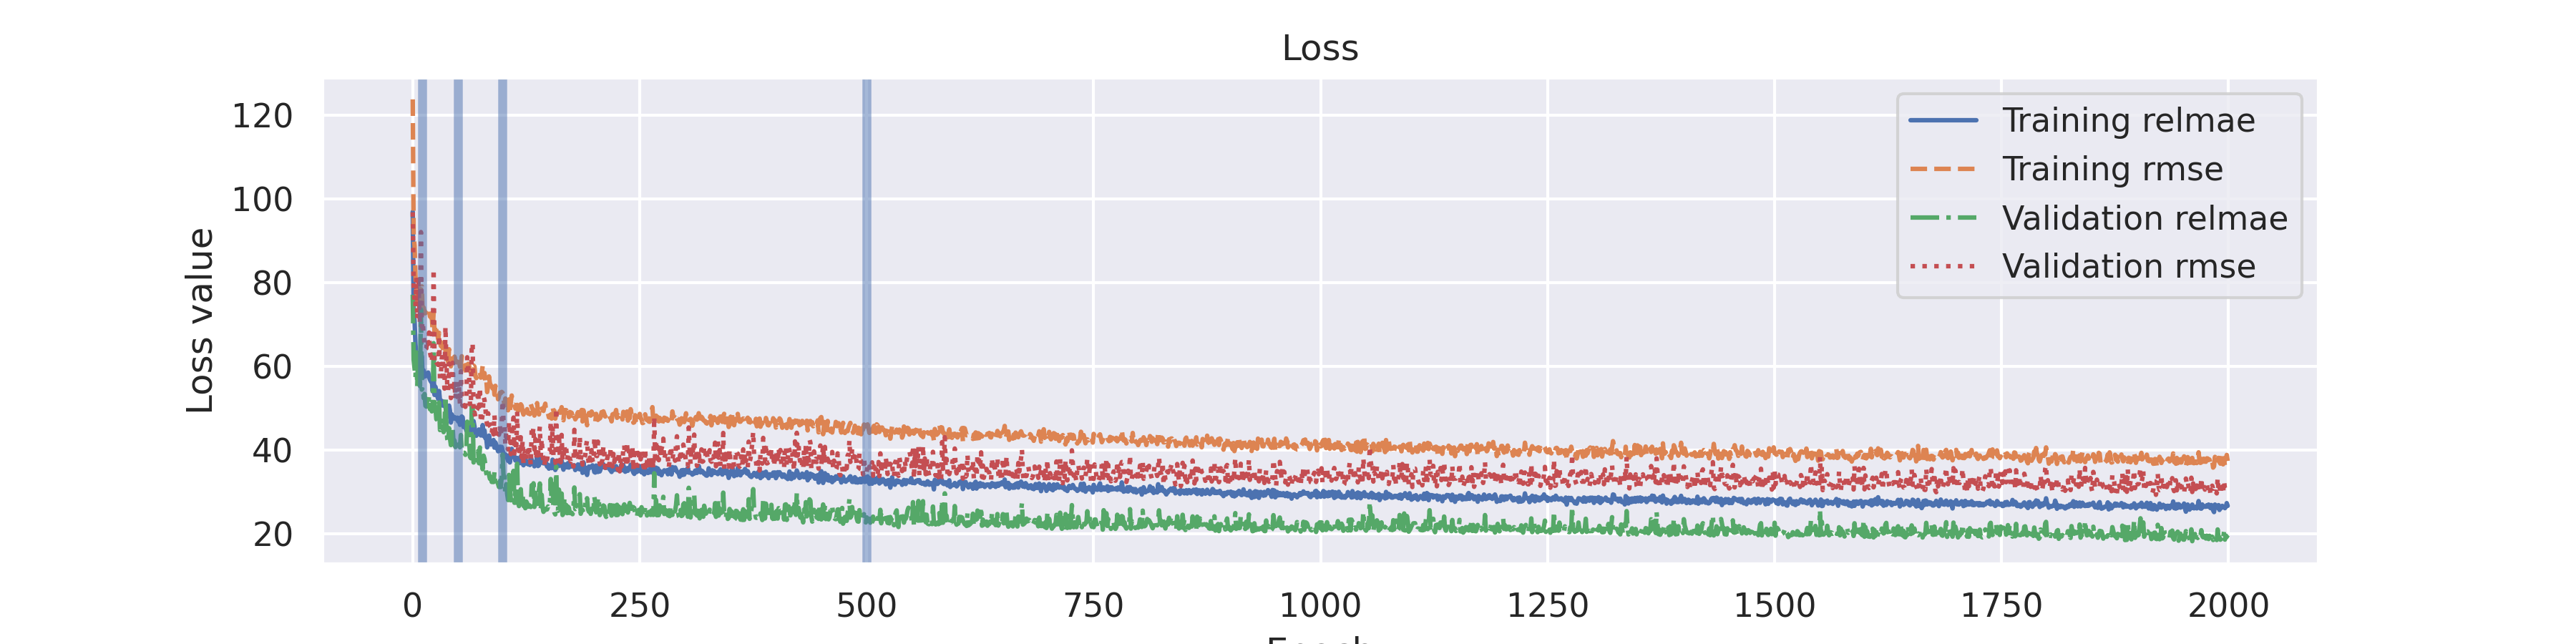 Loss
Loss value
120
100
80
60
40
20
0 250 500 750 1000 1250 1500 1750 2000
Epoch
Training relmae
Training rmse
Validation relmae
Validation rmse